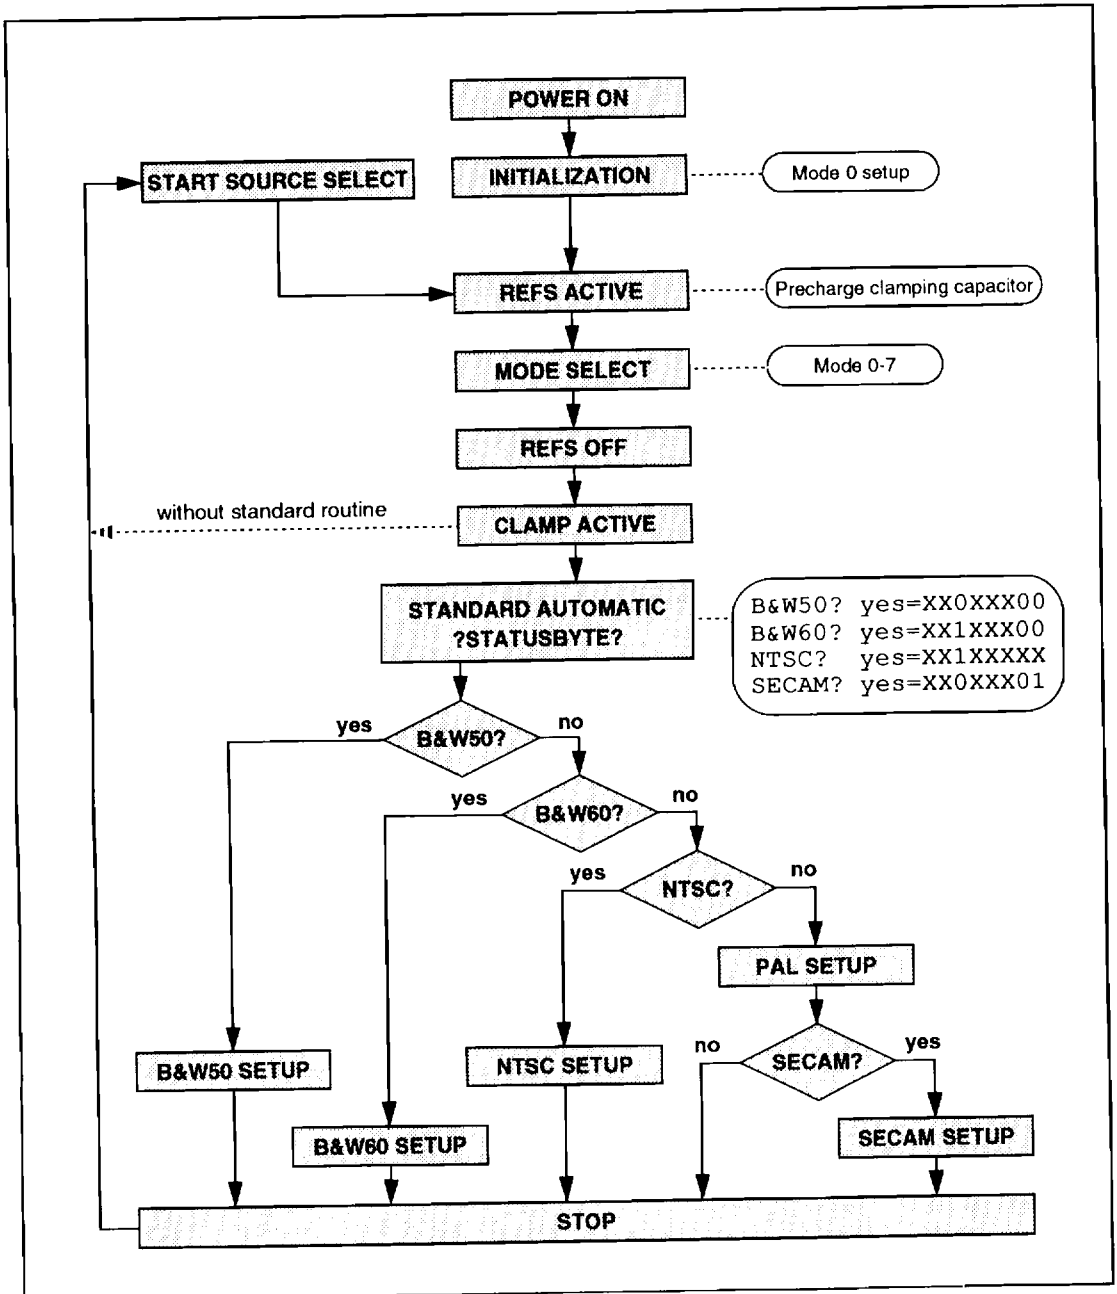 POWER ON
START SOURCE SELECT
INITIALIZATION
Mode 0 setup
REFS ACTIVE
Precharge clamping capacitor
MODE SELECT
Mode 0-7
REFS OFF
without standard routine
CLAMP ACTIVE
STANDARD AUTOMATIC
?STATUSBYTE?
B&W50? yes=XX0XXX00
B&W60? yes=XX1XXX00
NTSC? yes=XX1XXXXX
SECAM? yes=XX0XXX01
yes
B&W50?
no
yes
B&W60?
no
yes
NTSC?
no
PAL SETUP
no
SECAM?
yes
B&W50 SETUP
NTSC SETUP
B&W60 SETUP
SECAM SETUP
STOP